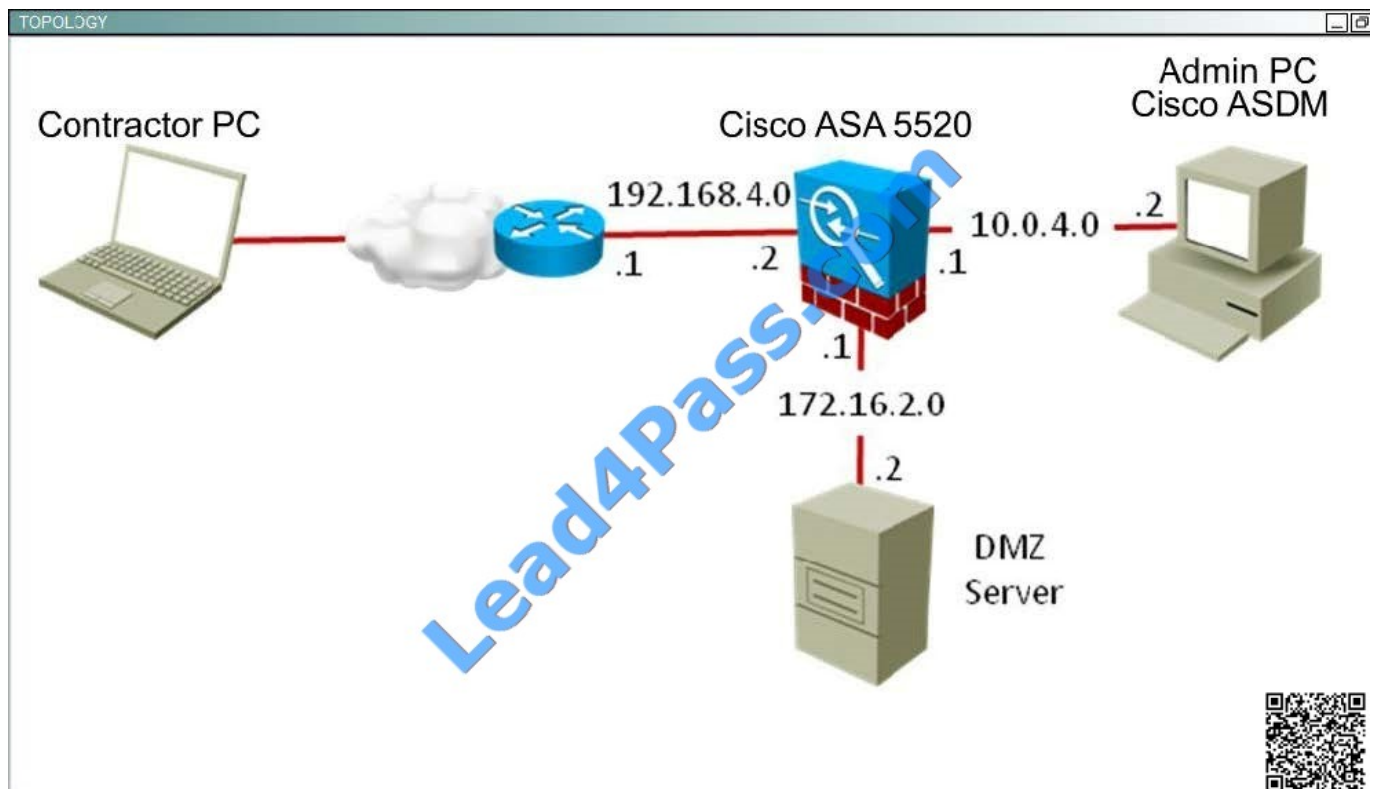 TOPOLOGY
Admin PC
Cisco ASDM
Contractor PC
Cisco ASA 5520
192.168.4.0
10.0.4.0
.2
.1
.2
.1
.1
172.16.2.0
.2
DMZ
Server
Lead4Pass.com